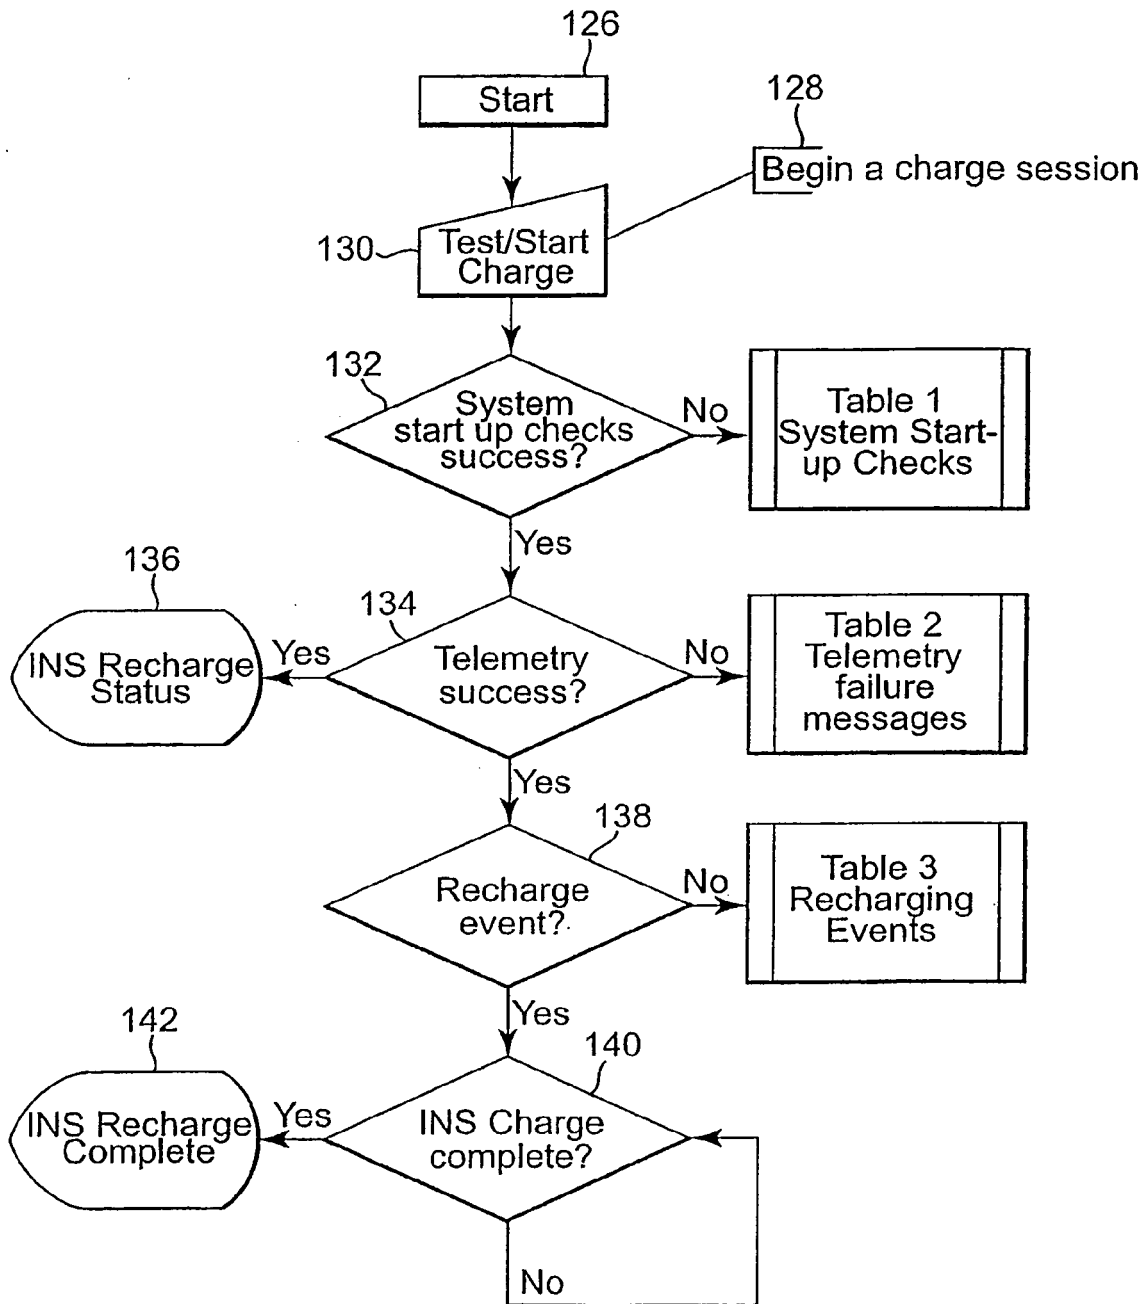 126
Start
128
Begin a charge session
130
Test/Start
Charge
132
System
start up checks
success?
No
Table 1
System Start-
up Checks
Yes
136
INS Recharge
Status
Yes
134
Telemetry
success?
No
Table 2
Telemetry
failure
messages
Yes
138
Recharge
event?
No
Table 3
Recharging
Events
Yes
142
INS Recharge
Complete
Yes
140
INS Charge
complete?
No